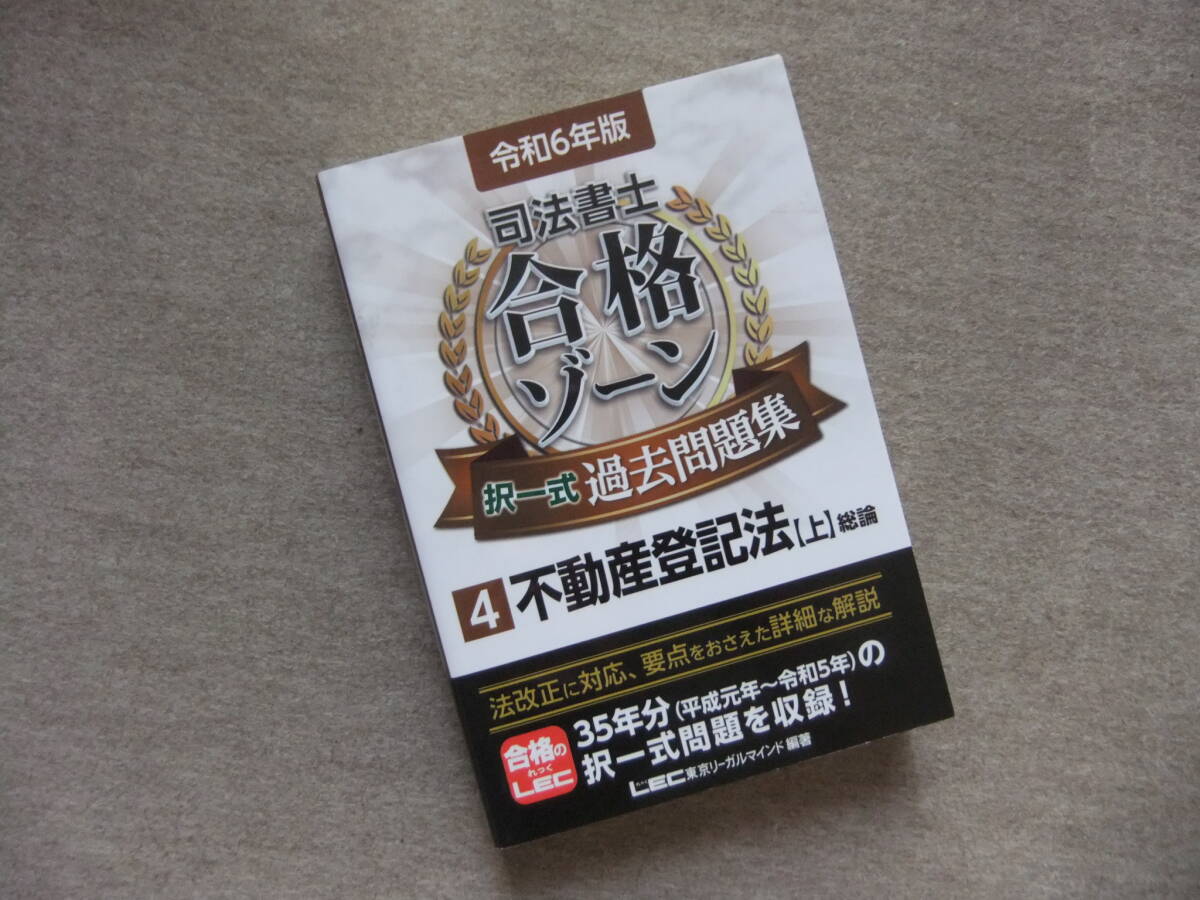 令和6年版
司法書士
合格
ゾーン
択一式 過去問題集
4 不動産登記法【上】総論
法改正に対応、要点をおさえた詳細な解説
合格の
れっく
LEC
35年分(平成元年~令和5年)の
択一式問題を収録!
れっく
LEC東京リーガルマインド 編著